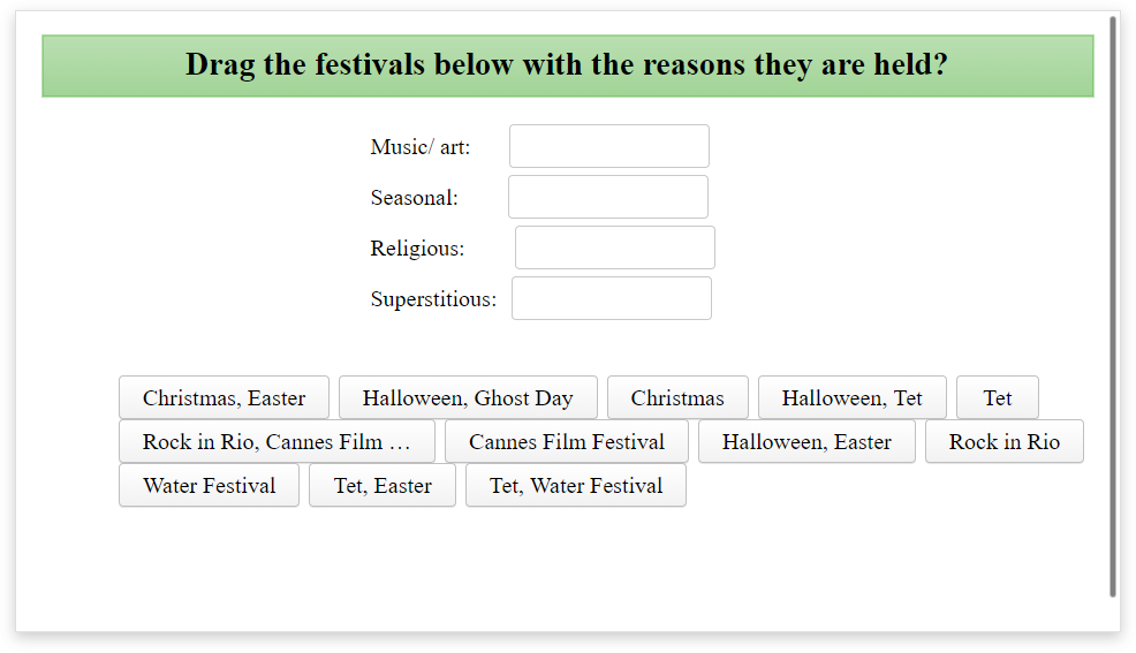 Drag the festivals below with the reasons they are held?
Music/ art:
Seasonal:
Religious:
Superstitious:
Christmas, Easter Halloween, Ghost Day Christmas Halloween, Tet Tet
Rock in Rio, Cannes Film … Cannes Film Festival Halloween, Easter Rock in Rio
Water Festival Tet, Easter Tet, Water Festival